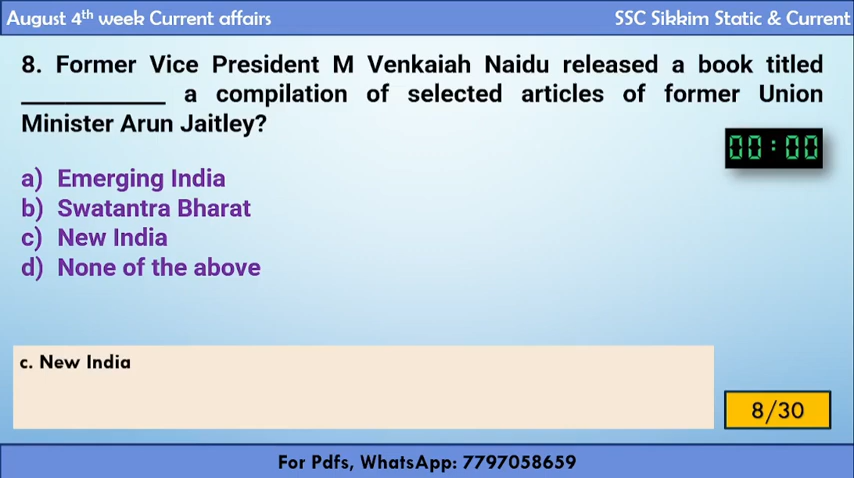 August 4th week Current affairs
SSC Sikkim Static & Current
8. Former Vice President M Venkaiah Naidu released a book titled
___________ a compilation of selected articles of former Union
Minister Arun Jaitley?
00:00
a) Emerging India
b) Swatantra Bharat
c) New India
d) None of the above
c. New India
8/30
For Pdfs, WhatsApp: 7797058659